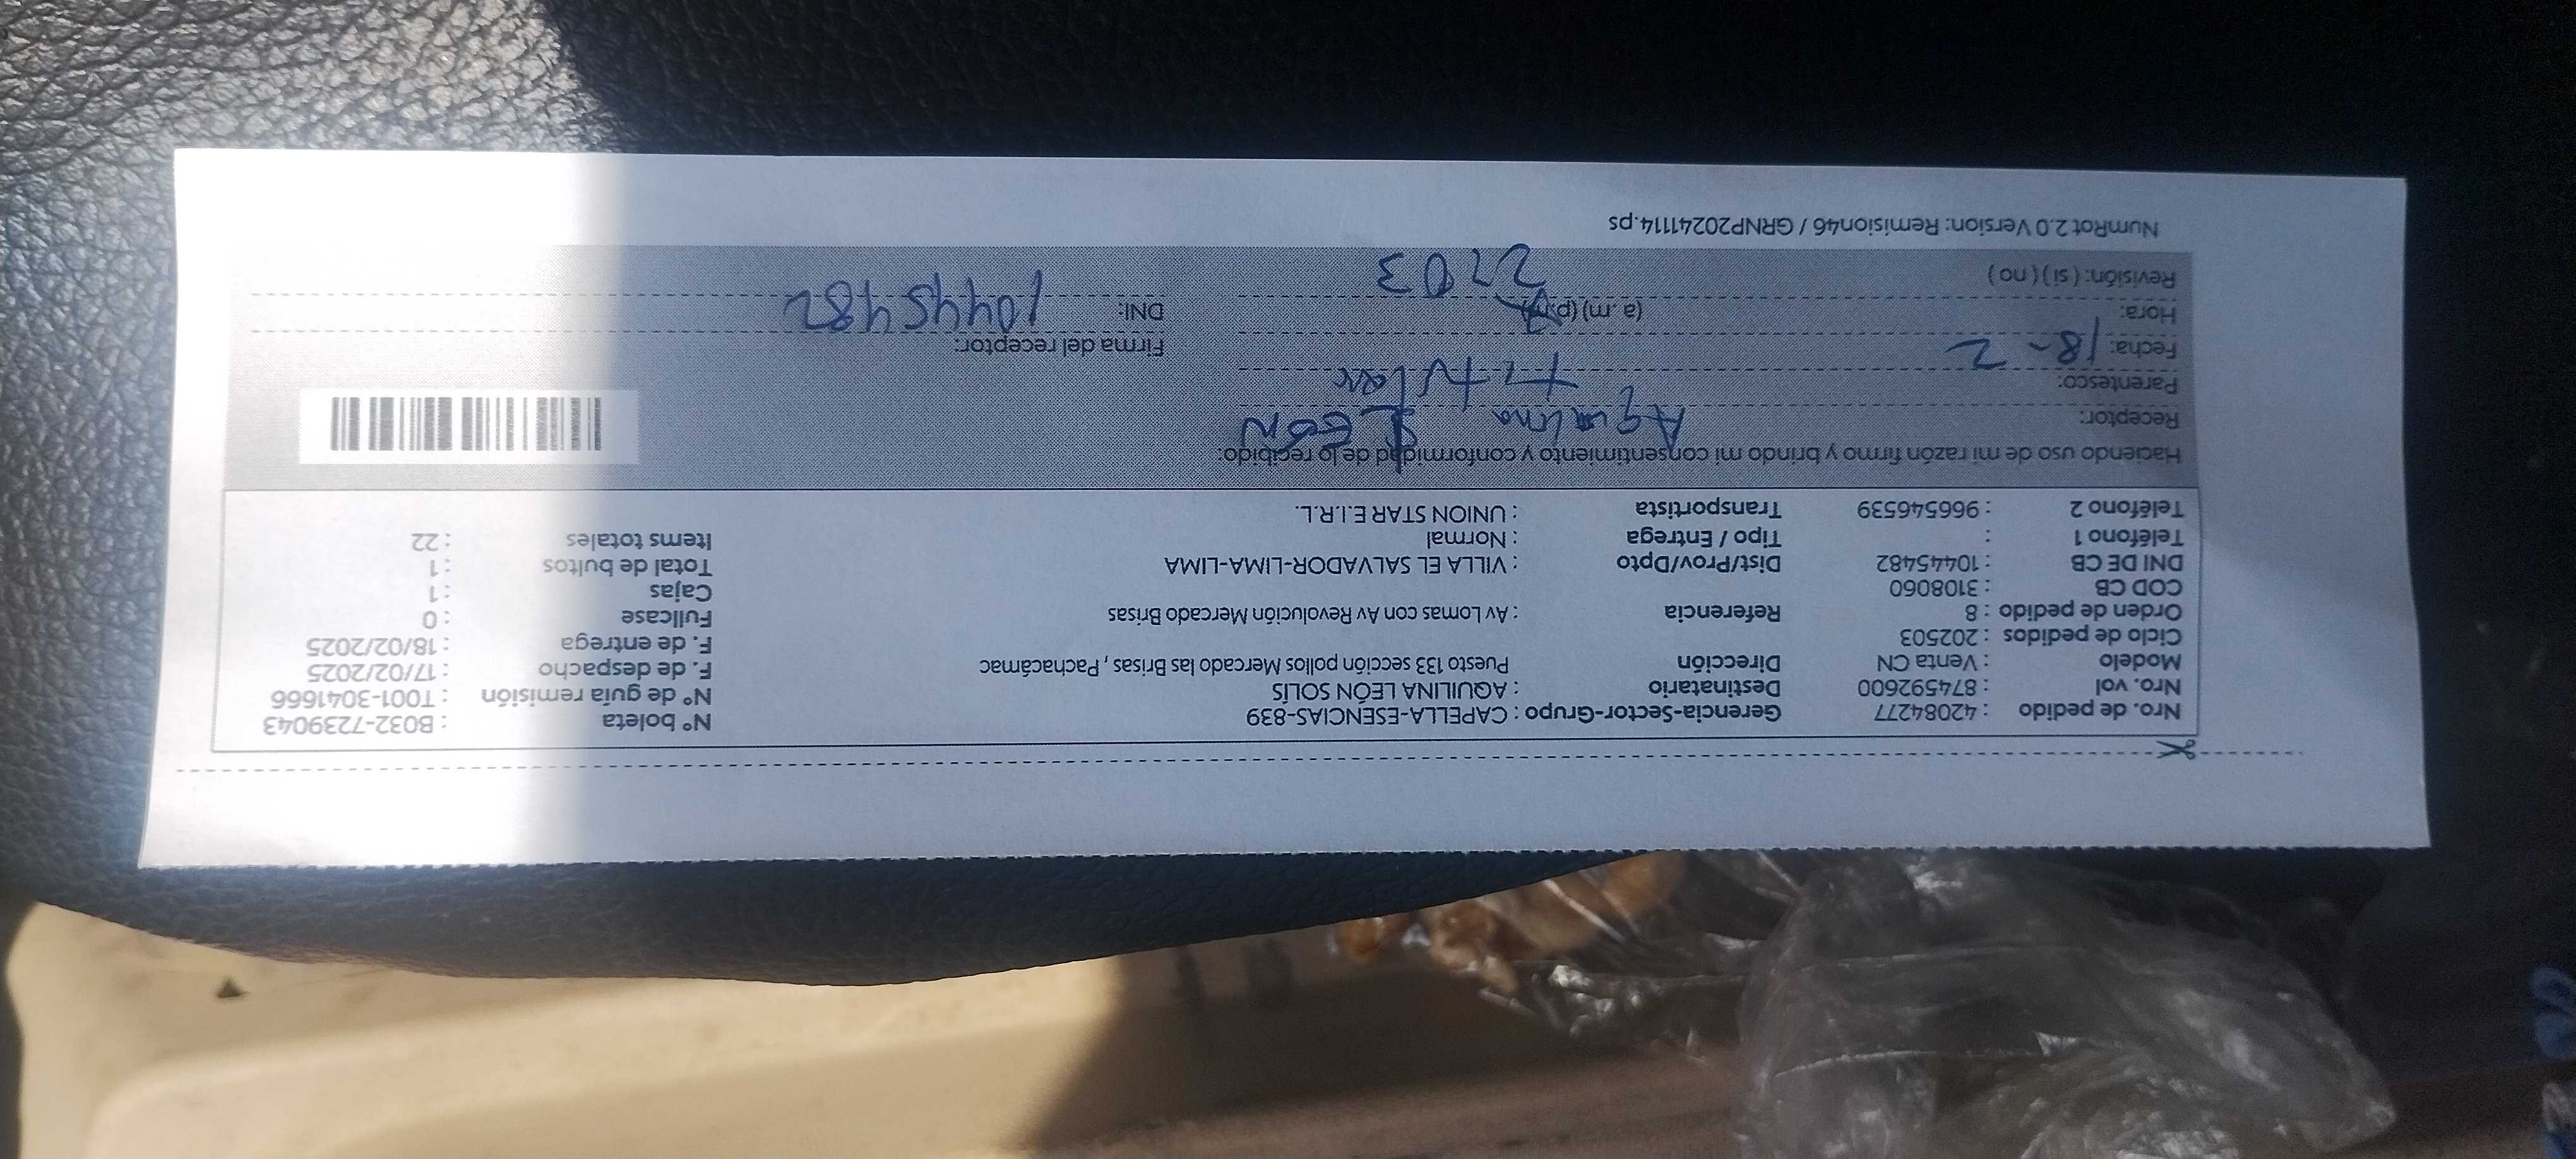 Nro. de pedido : 42084277 Gerencia-Sector-Grupo : CAPELLA-ESENCIAS-839 N° boleta : B032-7239043
Nro. vol : 874592600 Destinatario : AQUILINA LEÓN SOLÍS N° de guía remisión : T001-3041666
Modelo : Venta CN Dirección Puesto 133 sección pollos Mercado las Brisas , Pachacámac F. de despacho : 17/02/2025
Ciclo de pedidos : 202503 F. de entrega : 18/02/2025
Orden de pedido : 8 Referencia : Av Lomas con Av Revolución Mercado Brisas Fullcase : 0
COD CB : 3108060 Cajas : 1
DNI DE CB : 10445482 Dist/Prov/Dpto : VILLA EL SALVADOR-LIMA-LIMA Total de bultos : 1
Teléfono 1 : Tipo / Entrega : Normal Items totales : 22
Teléfono 2 : 966546539 Transportista : UNION STAR E.I.R.L.
Haciendo uso de mi razón firmo y brindo mi consentimiento y conformidad de lo recibido:
Receptor: Aqulina LEON
Parentesco: titular
Fecha: 18-2 Firma del receptor:
Hora: (a.m) (p.m) DNI: 10445482
Revisión: ( si ) ( no ) 2703
NumRot 2.0 Version: Remision46 / GRNP20241114.ps